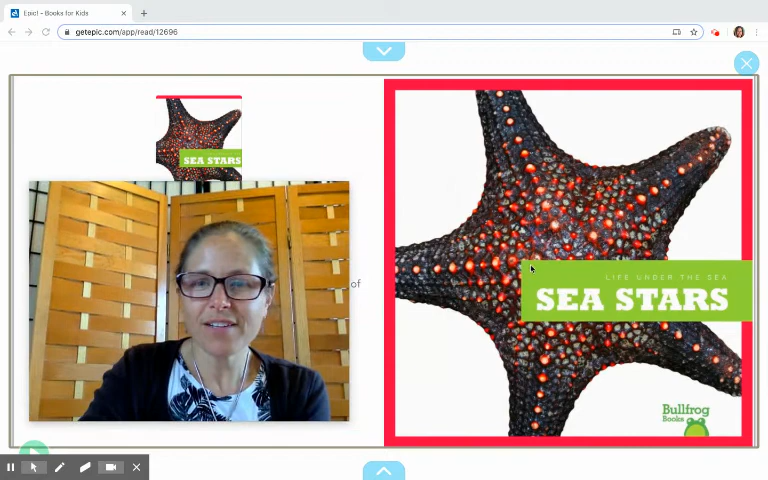 Epic! - Books for Kids
getepic.com/app/read/12696
SEA STARS
of
LIFE UNDER THE SEA
SEA STARS
Bullfrog
Books